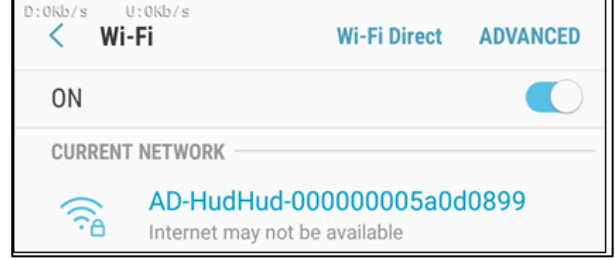 D:0Kb/s U:0Kb/s
Wi-Fi Wi-Fi Direct ADVANCED
ON
CURRENT NETWORK
AD-HudHud-000000005a0d0899
Internet may not be available